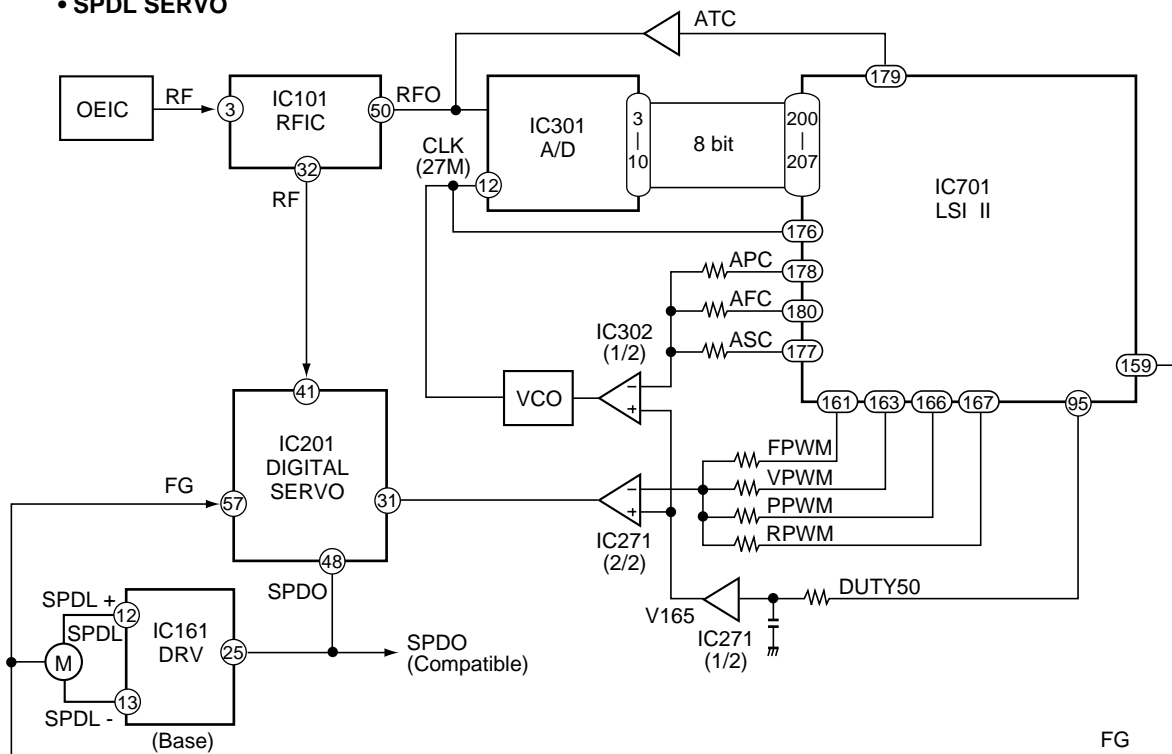 • SPDL SERVO
ATC
179
OEIC
RF
3
IC101
RFIC
50
RFO
32
RF
CLK
(27M)
12
IC301
A/D
3
|
10
8 bit
200
|
207
IC701
LSI II
176
APC
178
AFC
180
ASC
177
IC302
(1/2)
−
+
VCO
159
161
163
166
167
95
41
IC201
DIGITAL
SERVO
FG
57
31
48
FPWM
VPWM
PPWM
RPWM
−
+
IC271
(2/2)
DUTY50
V165
IC271
(1/2)
SPDO
SPDL +
12
SPDL
M
IC161
DRV
25
SPDO
(Compatible)
13
SPDL -
(Base)
FG